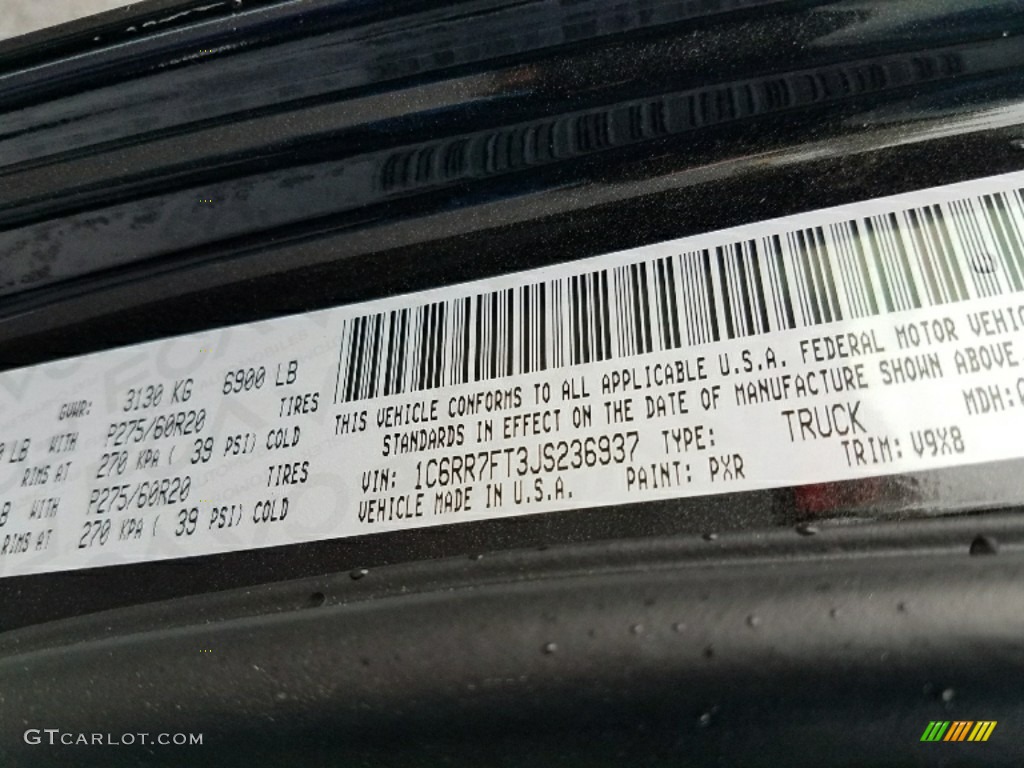 GVWR: 3130 KG 6900 LB
LB WITH P275/60R20 TIRES
RIMS AT 270 KPA ( 39 PSI) COLD
WITH P275/60R20 TIRES
RIMS AT 270 KPA ( 39 PSI) COLD
THIS VEHICLE CONFORMS TO ALL APPLICABLE U.S.A. FEDERAL MOTOR VEHIC
STANDARDS IN EFFECT ON THE DATE OF MANUFACTURE SHOWN ABOVE
MDH:
VIN: 1C6RR7FT3JS236937 TYPE: TRUCK
VEHICLE MADE IN U.S.A. PAINT: PXR TRIM: V9X8
GTCARLOT.COM